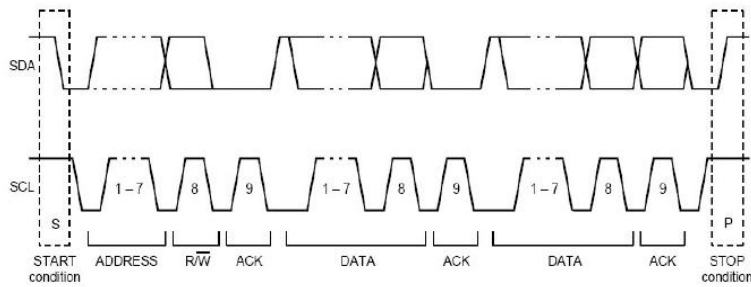 SDA
SCL
1 – 7 8 9 1 – 7 8 9 1 – 7 8 9
S P
START condition ADDRESS R/W̅ ACK DATA ACK DATA ACK STOP condition